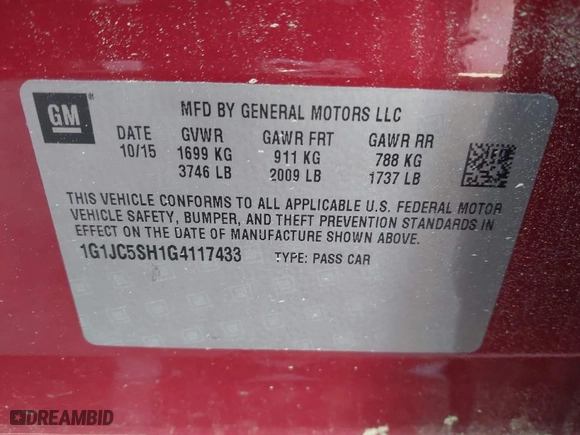 GM
MFD BY GENERAL MOTORS LLC
DATE GVWR GAWR FRT GAWR RR
10/15 1699 KG 911 KG 788 KG
3746 LB 2009 LB 1737 LB
THIS VEHICLE CONFORMS TO ALL APPLICABLE U.S. FEDERAL MOTOR
VEHICLE SAFETY, BUMPER, AND THEFT PREVENTION STANDARDS IN
EFFECT ON THE DATE OF MANUFACTURE SHOWN ABOVE.
1G1JC5SH1G4117433 TYPE: PASS CAR
DREAMBID